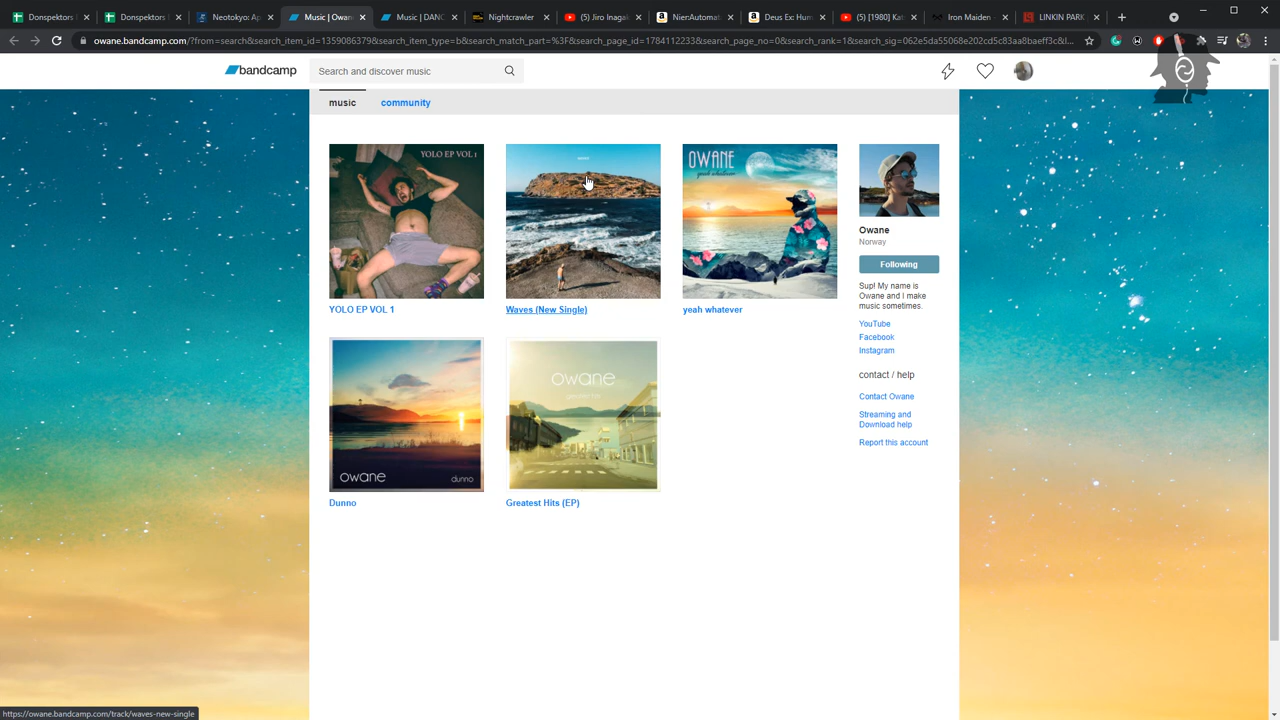 Donspektors
Donspektors
Neotokyo: Ap
Music | Owane
Music | DANC
Nightcrawler
(5) Jiro Inagak
Nier:Automat
Deus Ex: Hum
(5) [1980] Kat
Iron Maiden -
LINKIN PARK
owane.bandcamp.com/?from=search&search_item_id=1359086379&search_item_type=b&search_match_part=%3F&search_page_id=1784112233&search_page_no=0&search_rank=1&search_sig=062e5da55068e202cd5c83aa8baeff3c&l...
bandcamp
Search and discover music
music
community
YOLO EP VOL 1
OWANE
yeah whatever
YOLO EP VOL 1
Waves (New Single)
yeah whatever
owane
dunno
owane
greatest hits
Dunno
Greatest Hits (EP)
Owane
Norway
Following
Sup! My name is
Owane and I make
music sometimes.
YouTube
Facebook
Instagram
contact / help
Contact Owane
Streaming and
Download help
Report this account
https://owane.bandcamp.com/track/waves-new-single